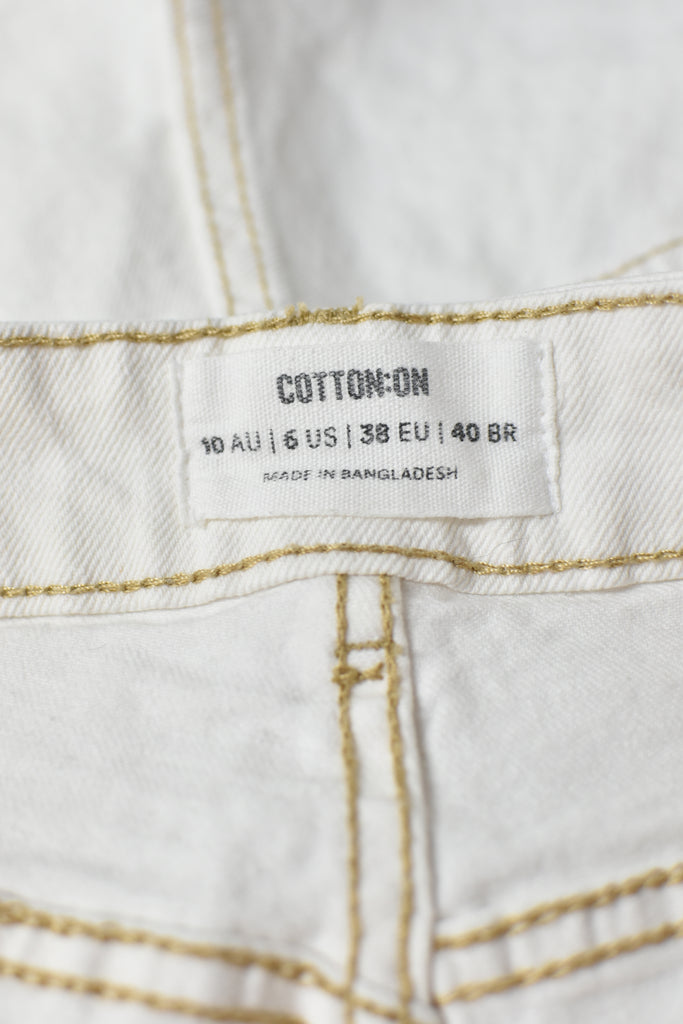 COTTON:ON
10 AU | 6 US | 38 EU | 40 BR
MADE IN BANGLADESH